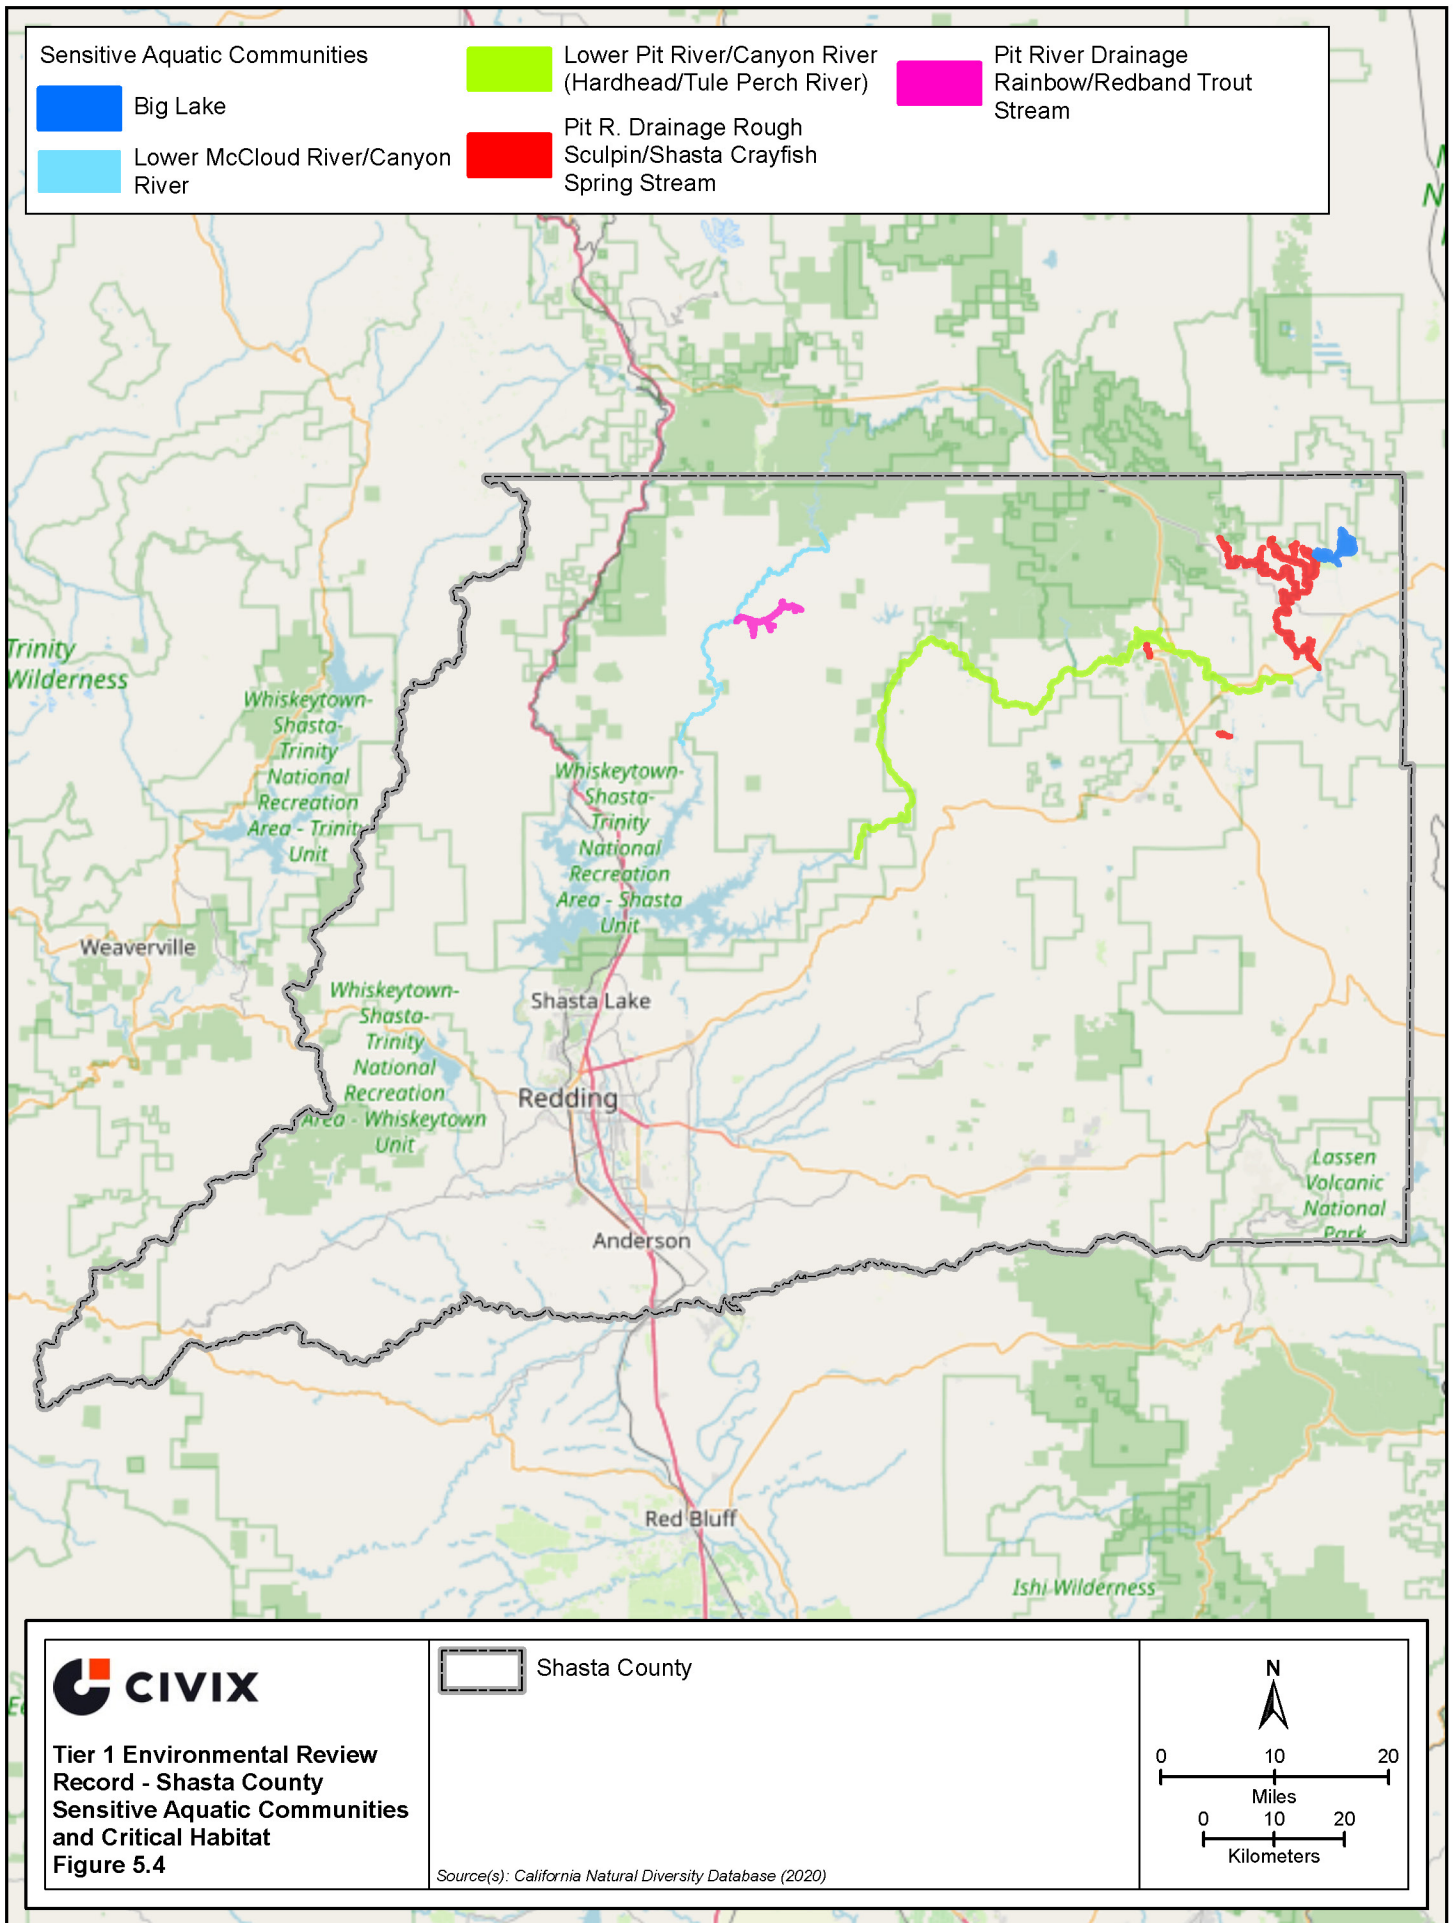 Sensitive Aquatic Communities
Big Lake
Lower McCloud River/Canyon
River
Lower Pit River/Canyon River
(Hardhead/Tule Perch River)
Pit R. Drainage Rough
Sculpin/Shasta Crayfish
Spring Stream
Pit River Drainage
Rainbow/Redband Trout
Stream
Trinity
Wilderness
Whiskeytown-
Shasta-
Trinity
National
Recreation
Area - Trinity
Unit
Whiskeytown-
Shasta-
Trinity
National
Recreation
Area - Shasta
Unit
Weaverville
Whiskeytown-
Shasta-
Trinity
National
Recreation
Area - Whiskeytown
Unit
Shasta Lake
Redding
Anderson
Lassen
Volcanic
National
Park
Red Bluff
Ishi Wilderness
CIVIX
Tier 1 Environmental Review
Record - Shasta County
Sensitive Aquatic Communities
and Critical Habitat
Figure 5.4
Shasta County
Source(s): California Natural Diversity Database (2020)
N
0 10 20
Miles
0 10 20
Kilometers